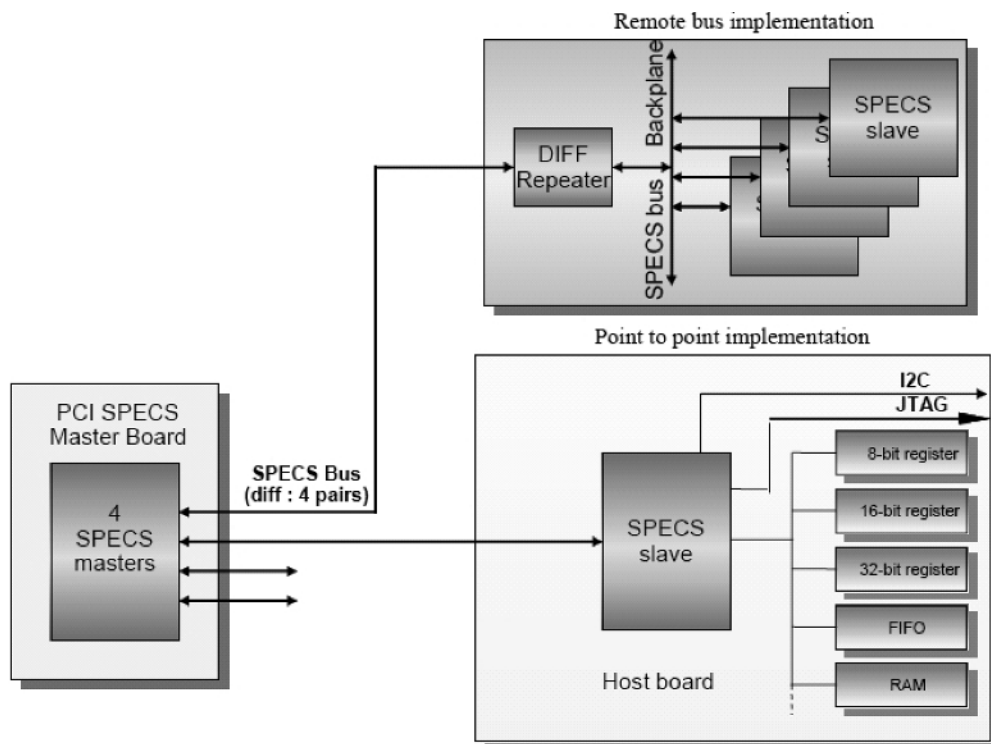 Remote bus implementation
DIFF
Repeater
Backplane
SPECS bus
SPECS
slave
S
S
S
Point to point implementation
PCI SPECS
Master Board
4
SPECS
masters
SPECS Bus
(diff : 4 pairs)
I2C
JTAG
SPECS
slave
8-bit register
16-bit register
32-bit register
FIFO
RAM
Host board